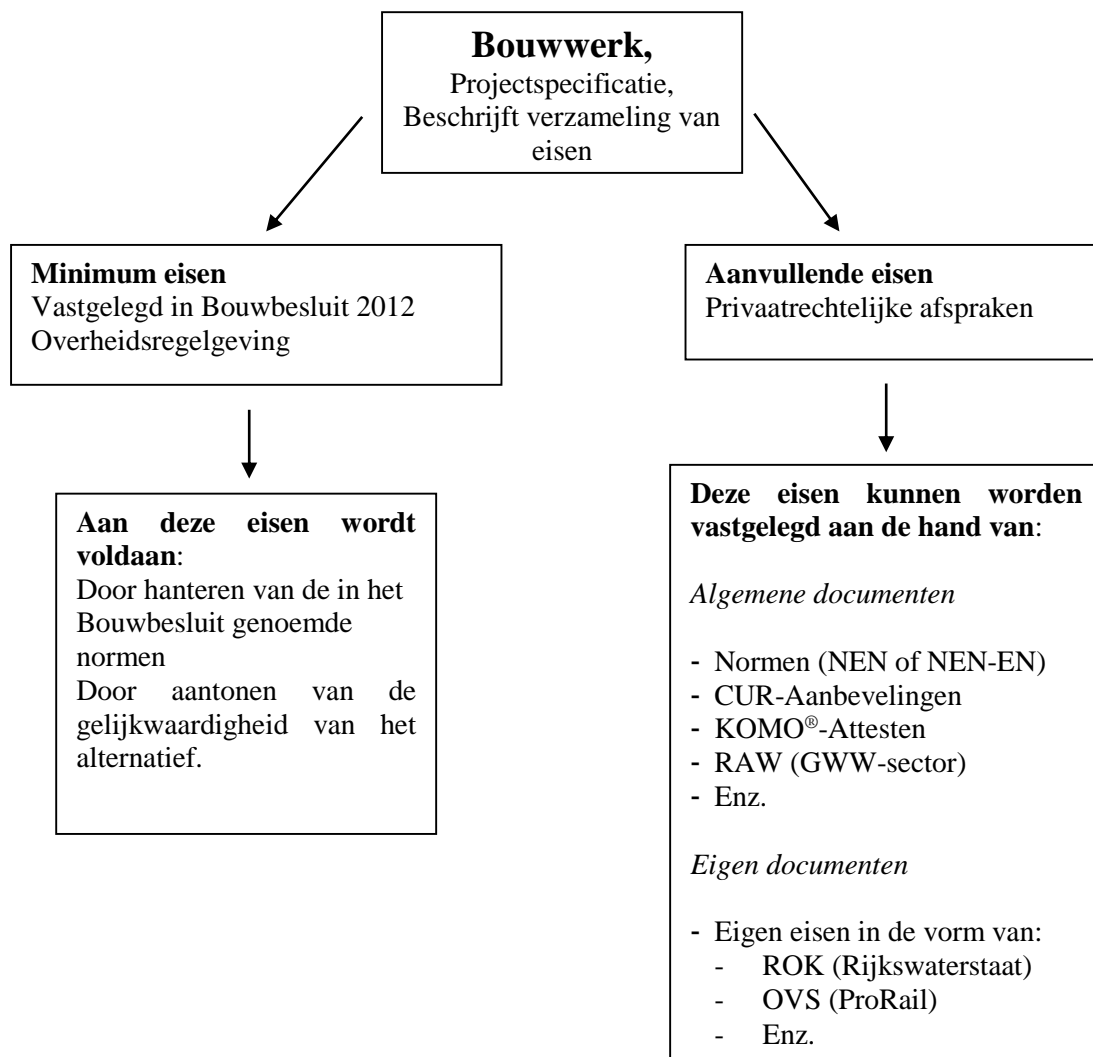 Bouwwerk,
Projectspecificatie,
Beschrijft verzameling van
eisen
Minimum eisen
Vastgelegd in Bouwbesluit 2012
Overheidsregelgeving
Aanvullende eisen
Privaatrechtelijke afspraken
Aan deze eisen wordt
voldaan:
Door hanteren van de in het
Bouwbesluit genoemde
normen
Door aantonen van de
gelijkwaardigheid van het
alternatief.
Deze eisen kunnen worden
vastgelegd aan de hand van:
Algemene documenten
- Normen (NEN of NEN-EN)
- CUR-Aanbevelingen
- KOMO®-Attesten
- RAW (GWW-sector)
- Enz.
Eigen documenten
- Eigen eisen in de vorm van:
- ROK (Rijkswaterstaat)
- OVS (ProRail)
- Enz.